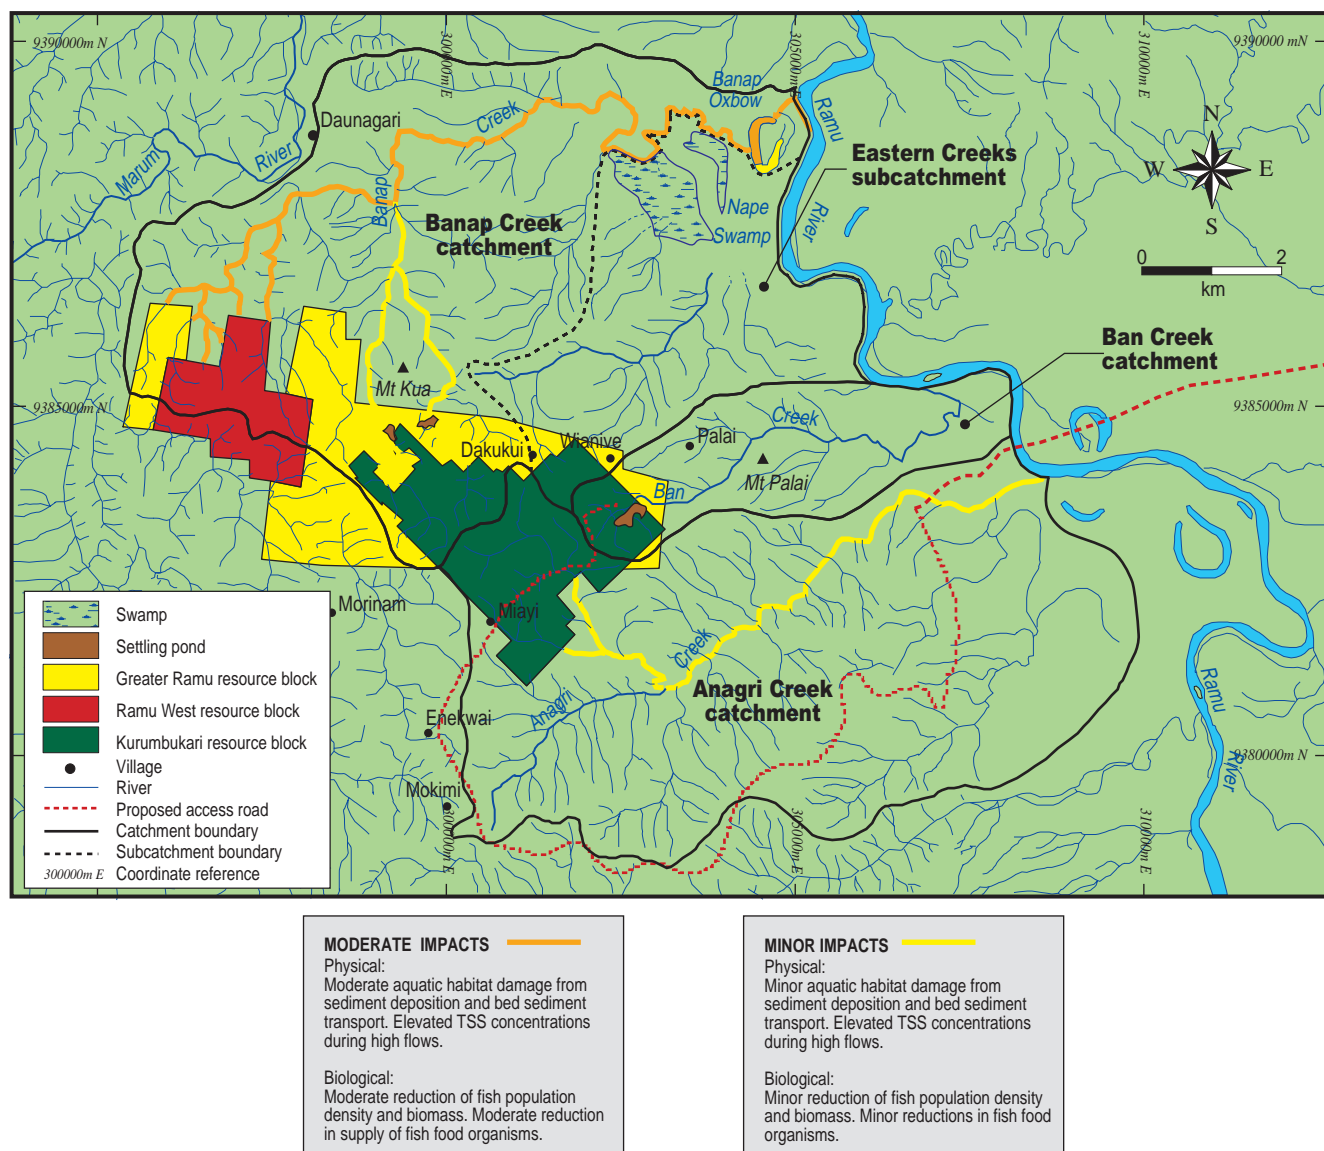 9390000m N
300000m E
305000m E
310000m E
9390000 mN
Banap
Oxbow
Ramu
River
Creek
Daunagari
River
Marum
Eastern Creeks
subcatchment
N
W
E
S
Banap
Banap Creek
catchment
Nape
Swamp
0
2
km
Ban Creek
catchment
Mt Kua
9385000m N
9385000m N
Creek
Palai
Dakukui
Wianive
Mt Palai
Ban
Swamp
Settling pond
Greater Ramu resource block
Ramu West resource block
Kurumbukari resource block
Village
River
Proposed access road
Catchment boundary
Subcatchment boundary
300000m E
Coordinate reference
Morinam
Miayi
Creek
Anagri
Anagri Creek
catchment
Ramu
River
Enekwai
Mokimi
9380000m N
300000m E
305000m E
310000m E
MODERATE IMPACTS
Physical:
Moderate aquatic habitat damage from
sediment deposition and bed sediment
transport. Elevated TSS concentrations
during high flows.
Biological:
Moderate reduction of fish population
density and biomass. Moderate reduction
in supply of fish food organisms.
MINOR IMPACTS
Physical:
Minor aquatic habitat damage from
sediment deposition and bed sediment
transport. Elevated TSS concentrations
during high flows.
Biological:
Minor reduction of fish population density
and biomass. Minor reductions in fish food
organisms.